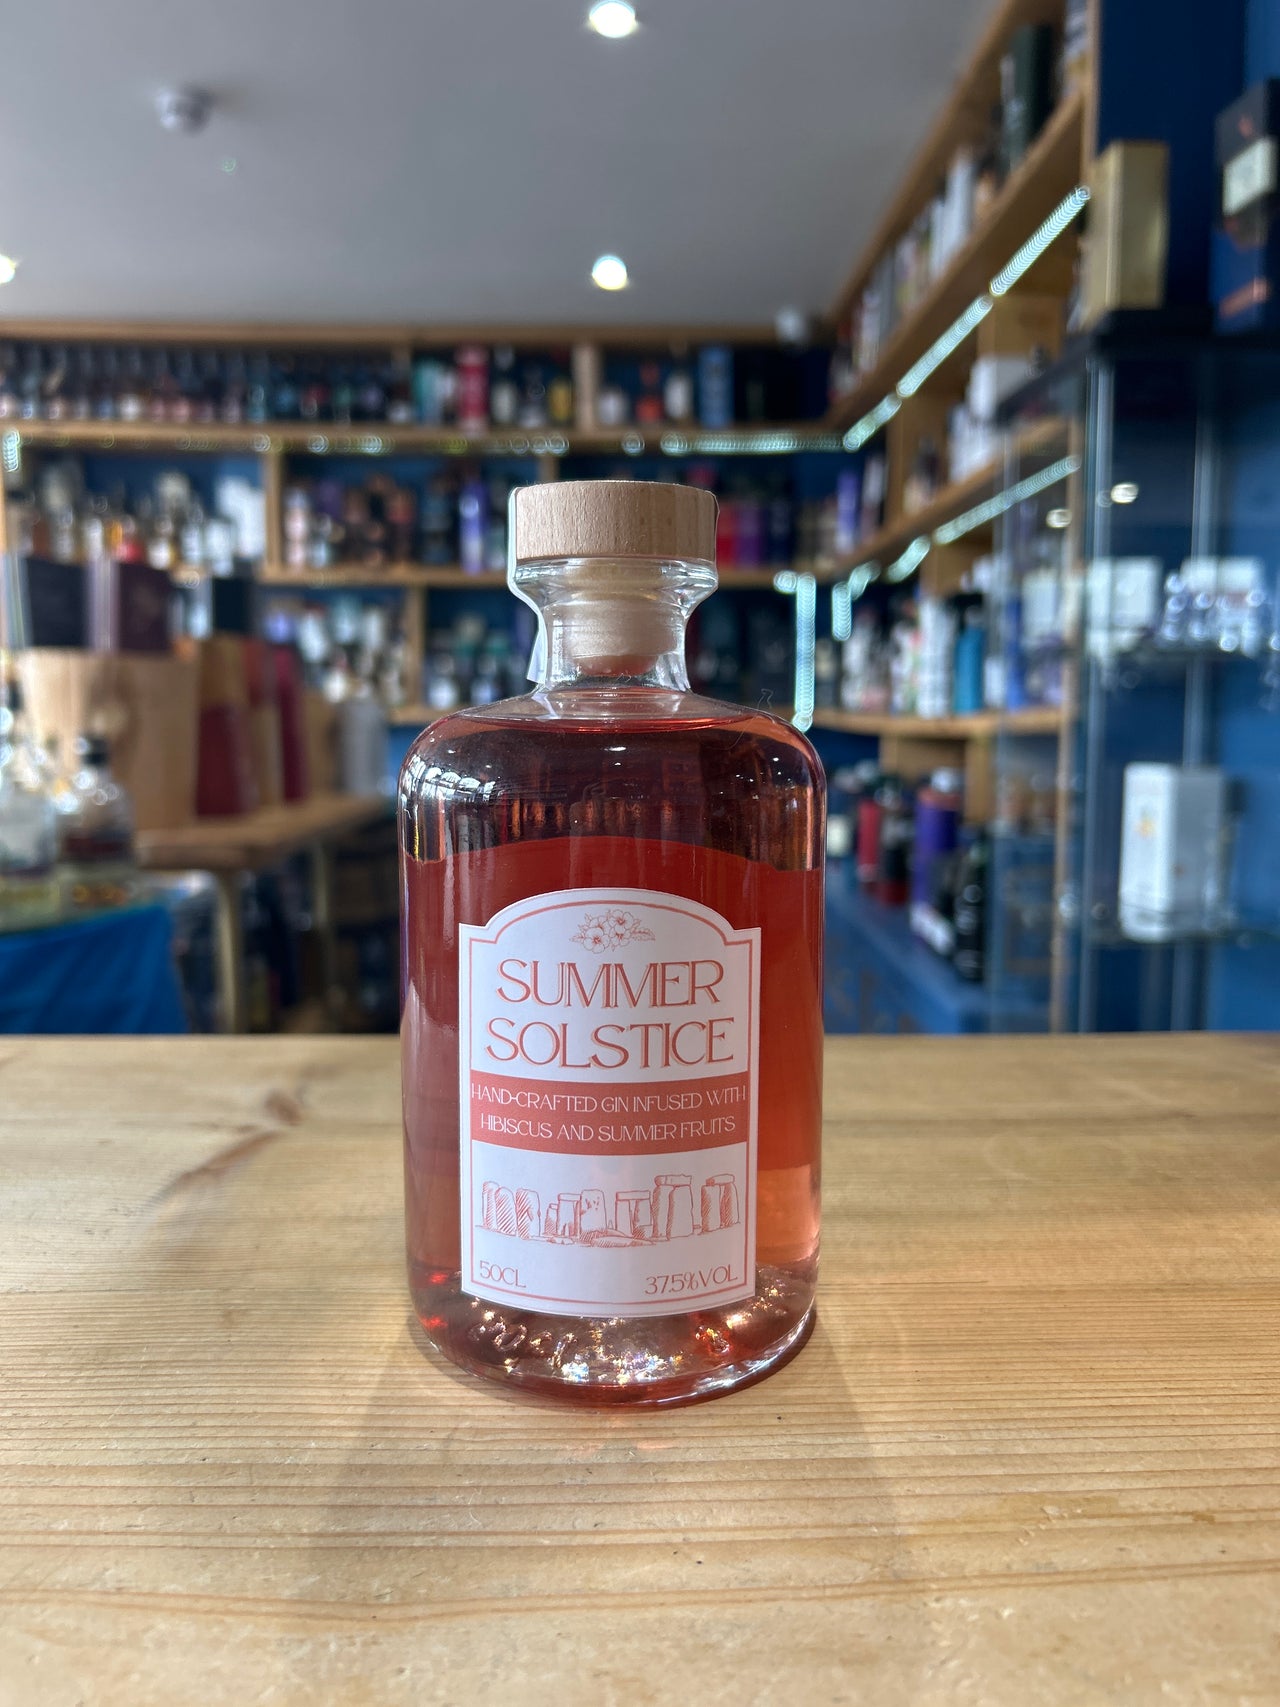 SUMMER
SOLSTICE
HAND-CRAFTED GIN INFUSED WITH
HIBISCUS AND SUMMER FRUITS
50CL 37.5%VOL